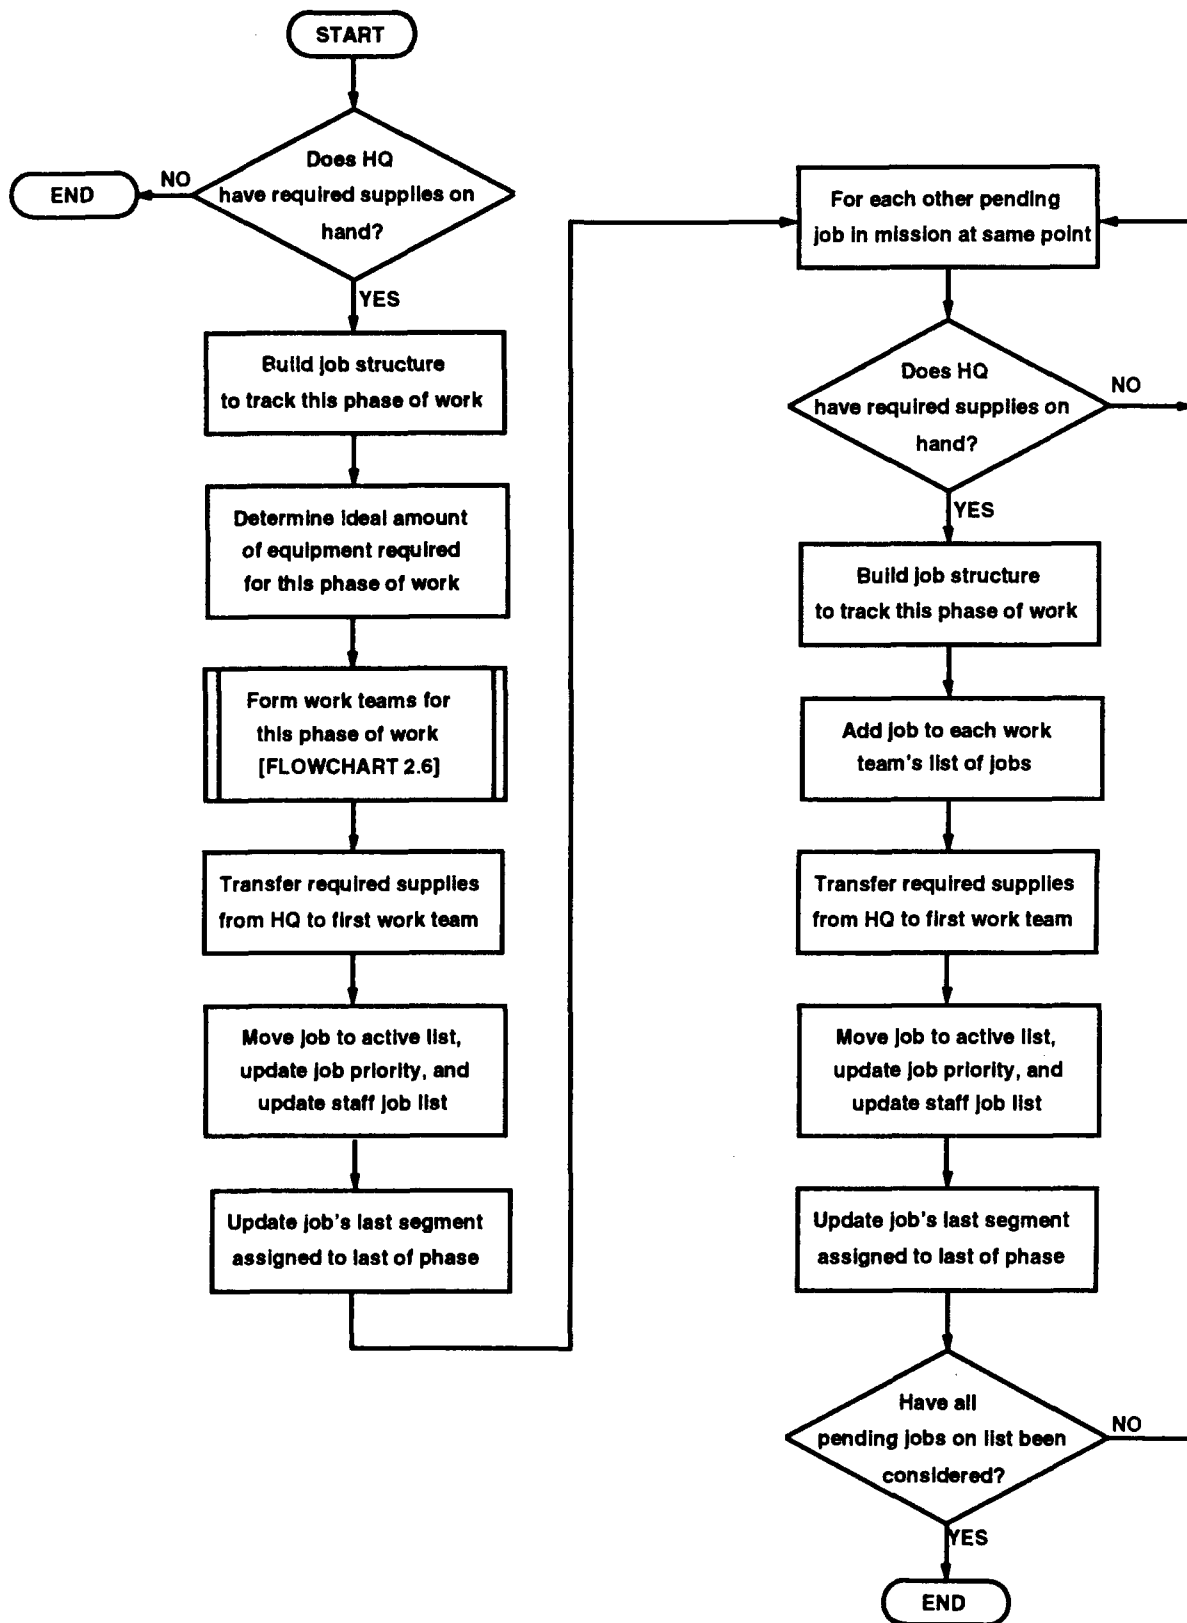 START
Does HQ
have required supplies on
hand?
NO
END
YES
Build job structure
to track this phase of work
Determine ideal amount
of equipment required
for this phase of work
Form work teams for
this phase of work
[FLOWCHART 2.6]
Transfer required supplies
from HQ to first work team
Move job to active list,
update job priority, and
update staff job list
Update job's last segment
assigned to last of phase
For each other pending
job in mission at same point
Does HQ
have required supplies on
hand?
NO
YES
Build job structure
to track this phase of work
Add job to each work
team's list of jobs
Transfer required supplies
from HQ to first work team
Move job to active list,
update job priority, and
update staff job list
Update job's last segment
assigned to last of phase
Have all
pending jobs on list been
considered?
NO
YES
END